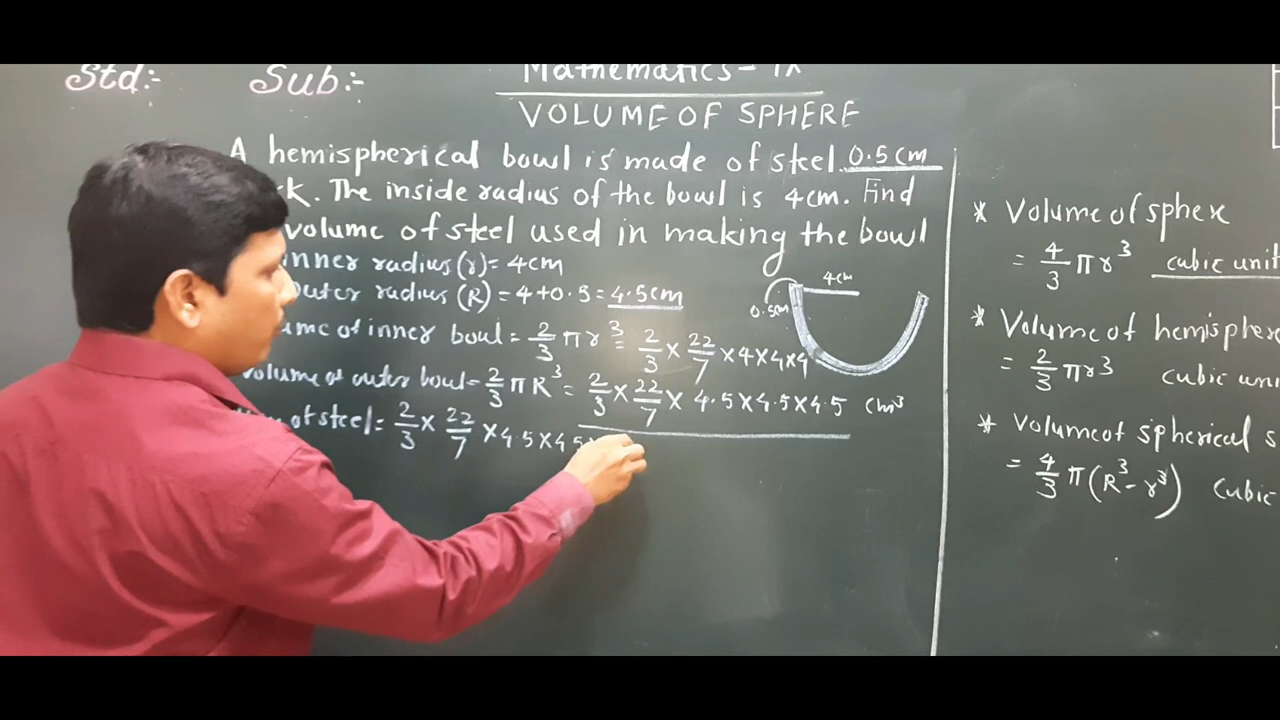 Std:- Sub:- Mathematics - IX
VOLUME OF SPHERE
A hemispherical bowl is made of steel 0.5cm
The inside radius of the bowl is 4cm. Find
volume of steel used in making the bowl
inner radius (r) = 4cm
outer radius (R) = 4+0.5 = 4.5cm
of inner bowl = 2/3 πr³ = 2/3 × 22/7 × 4×4×4
Volume of outer bowl = 2/3 πR³ = 2/3 × 22/7 × 4.5×4.5×4.5 cm³
of steel = 2/3 × 22/7 × 4.5×4.5×
4cm
0.5cm
* Volume of sphere
= 4/3 πr³ cubic unit
* Volume of hemisphere
= 2/3 πr³ cubic
* Volume of spherical s
= 4/3 π(R³-r³) cubic